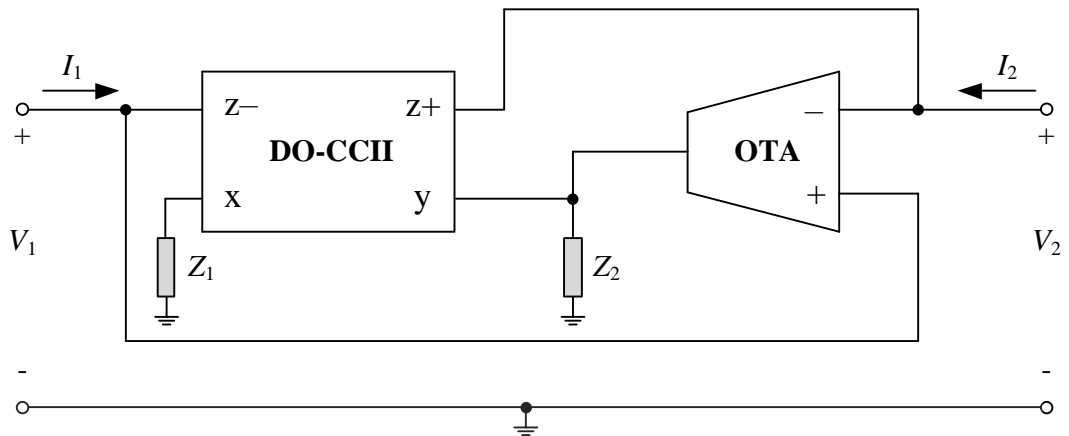 I1
I2
+
z–
z+
DO-CCII
–
OTA
+
+
x
y
V1
Z1
Z2
V2
-
-